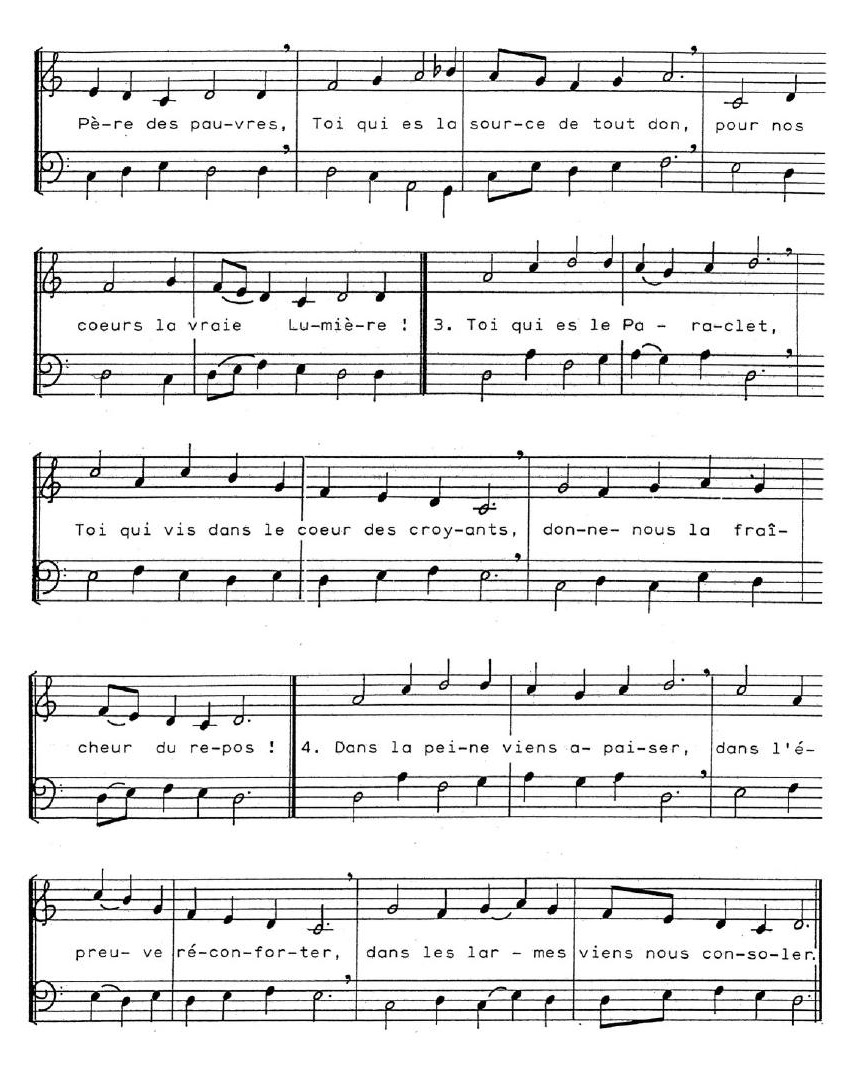 Pè-re des pau-vres, Toi qui es la sour-ce de tout don, pour nos
coeurs la vraie Lu-miè-re ! 3. Toi qui es le Pa - ra-clet,
Toi qui vis dans le coeur des croy-ants, don-ne- nous la fraî-
cheur du re-pos ! 4. Dans la pei-ne viens a- pai-ser, dans l'é-
preu- ve ré-con-for-ter, dans les lar - mes viens nous con-so-ler.